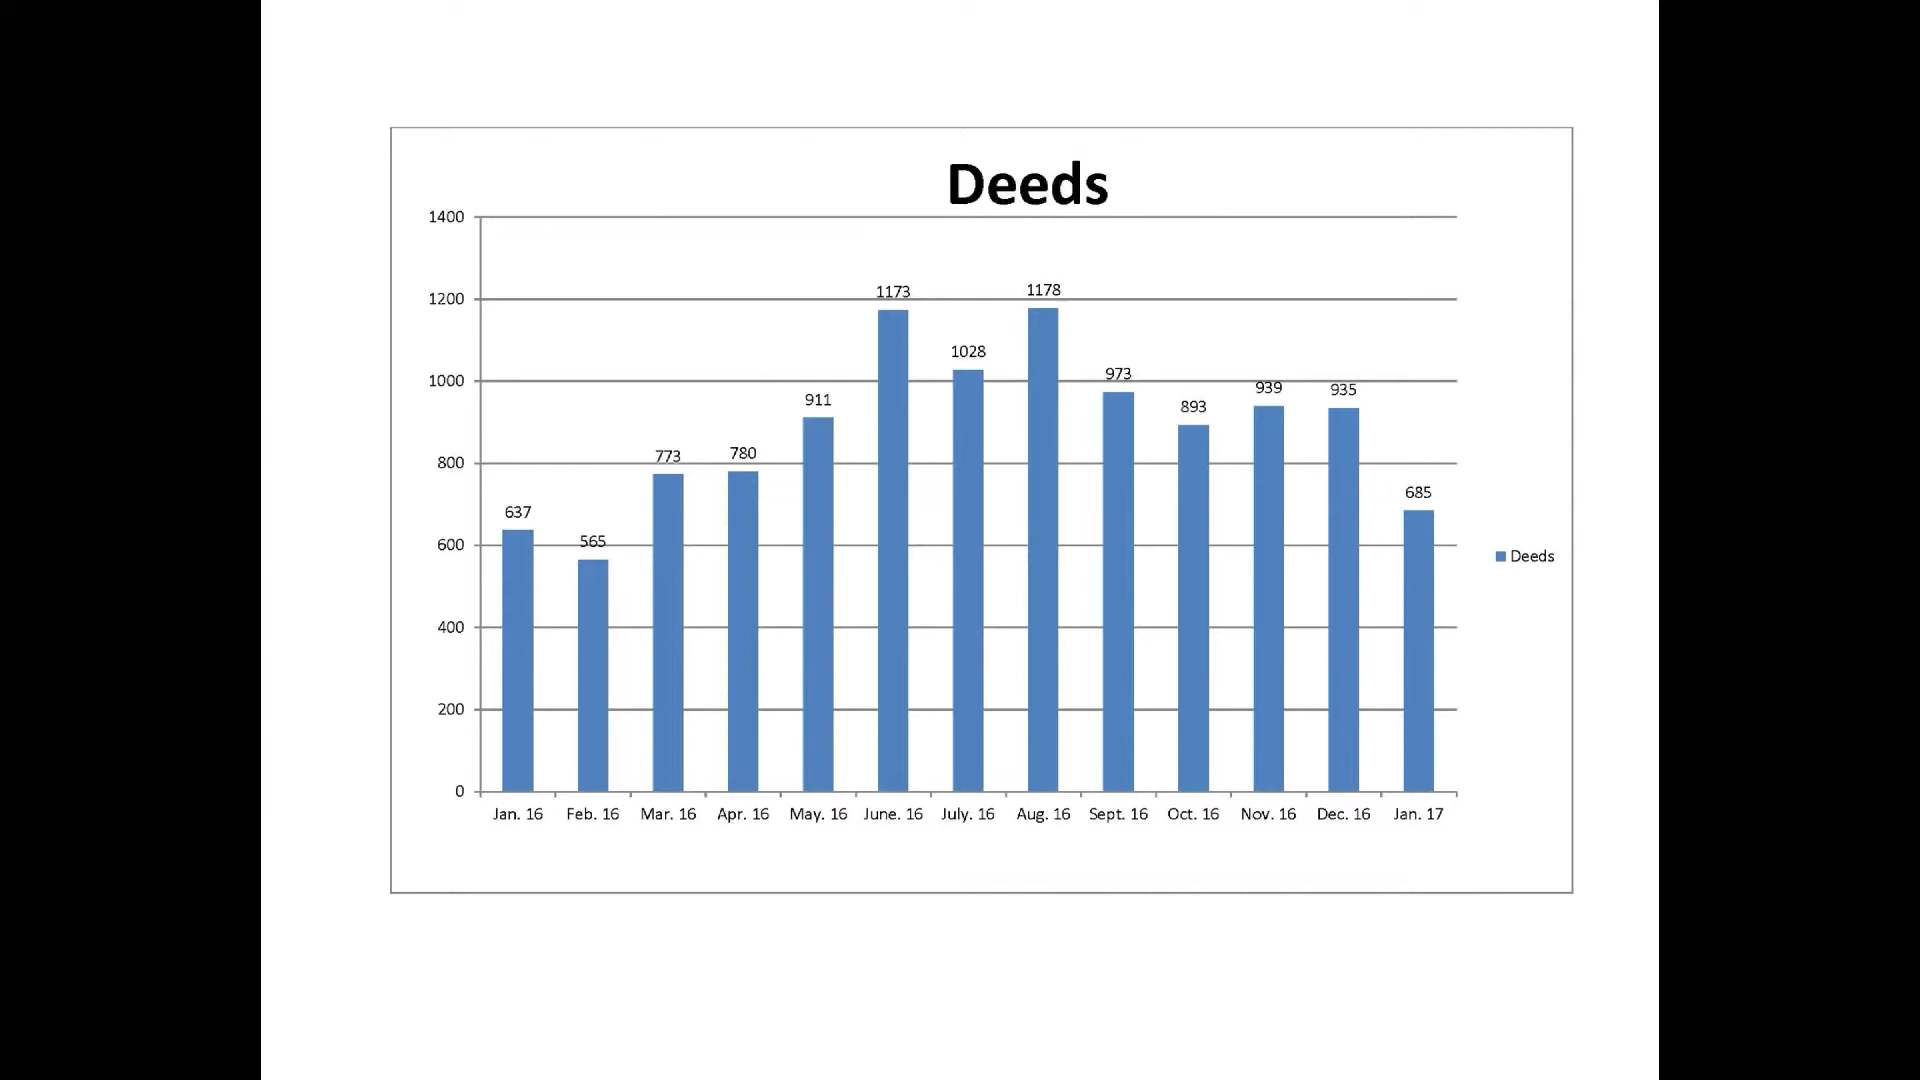 Deeds
1400
1200
1000
800
600
400
200
0
637
565
773
780
911
1173
1028
1178
973
893
939
935
685
Jan. 16
Feb. 16
Mar. 16
Apr. 16
May. 16
June. 16
July. 16
Aug. 16
Sept. 16
Oct. 16
Nov. 16
Dec. 16
Jan. 17
Deeds